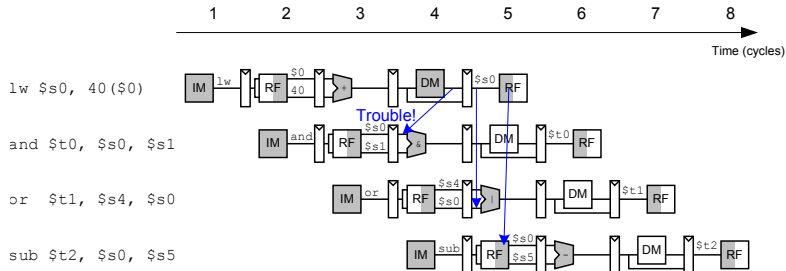 1 2 3 4 5 6 7 8
Time (cycles)
lw $s0, 40($0)
IM lw RF $0 40 + DM $s0 RF
Trouble!
and $t0, $s0, $s1
IM and RF $s0 $s1 & DM $t0 RF
or $t1, $s4, $s0
IM or RF $s4 $s0 | DM $t1 RF
sub $t2, $s0, $s5
IM sub RF $s0 $s5 - DM $t2 RF